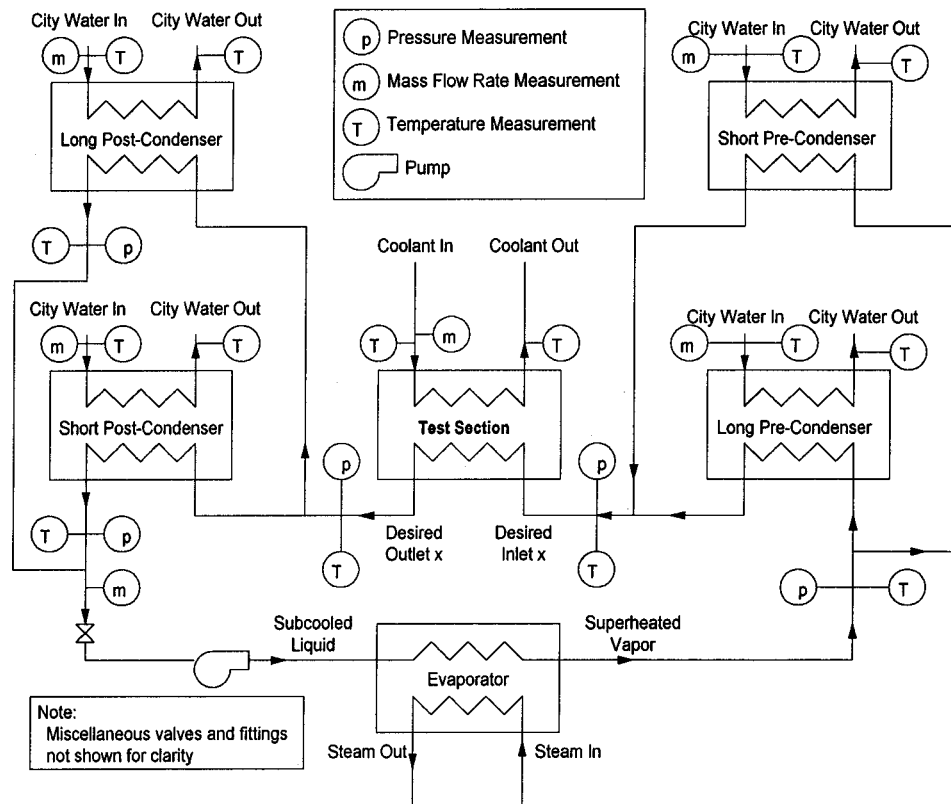 City Water In
City Water Out
m
T
T
Long Post-Condenser
T
p
p
Pressure Measurement
m
Mass Flow Rate Measurement
T
Temperature Measurement
Pump
City Water In
City Water Out
m
T
T
Short Pre-Condenser
City Water In
City Water Out
m
T
T
Short Post-Condenser
T
p
m
Coolant In
Coolant Out
T
m
T
Test Section
p
T
Desired
Outlet x
Desired
Inlet x
p
T
City Water In
City Water Out
m
T
T
Long Pre-Condenser
p
T
Subcooled
Liquid
Superheated
Vapor
Evaporator
Steam Out
Steam In
Note:
Miscellaneous valves and fittings
not shown for clarity